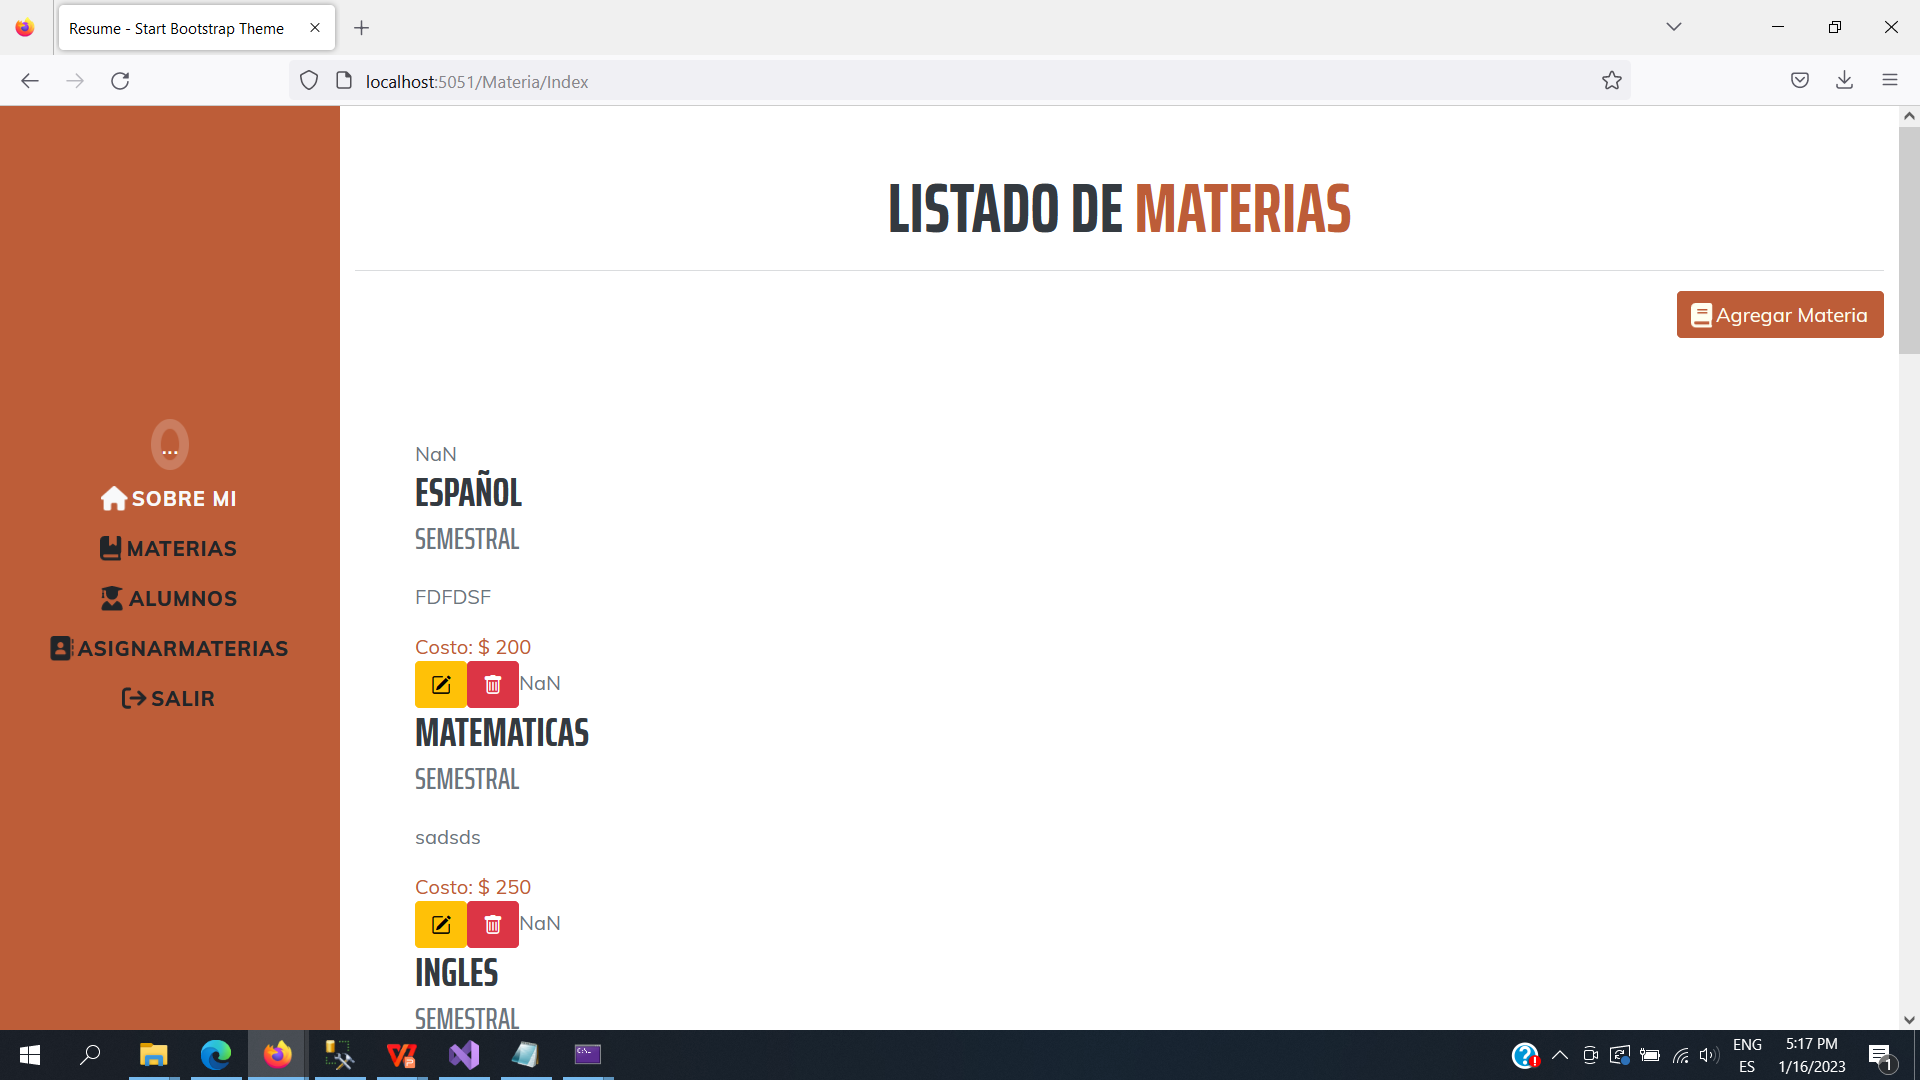 Resume - Start Bootstrap Theme
localhost:5051/Materia/Index
LISTADO DE MATERIAS
Agregar Materia
...
SOBRE MI
MATERIAS
ALUMNOS
ASIGNARMATERIAS
SALIR
NaN
ESPAÑOL
SEMESTRAL
FDFDSF
Costo: $ 200
NaN
MATEMATICAS
SEMESTRAL
sadsds
Costo: $ 250
NaN
INGLES
SEMESTRAL
ENG
ES
5:17 PM
1/16/2023
1